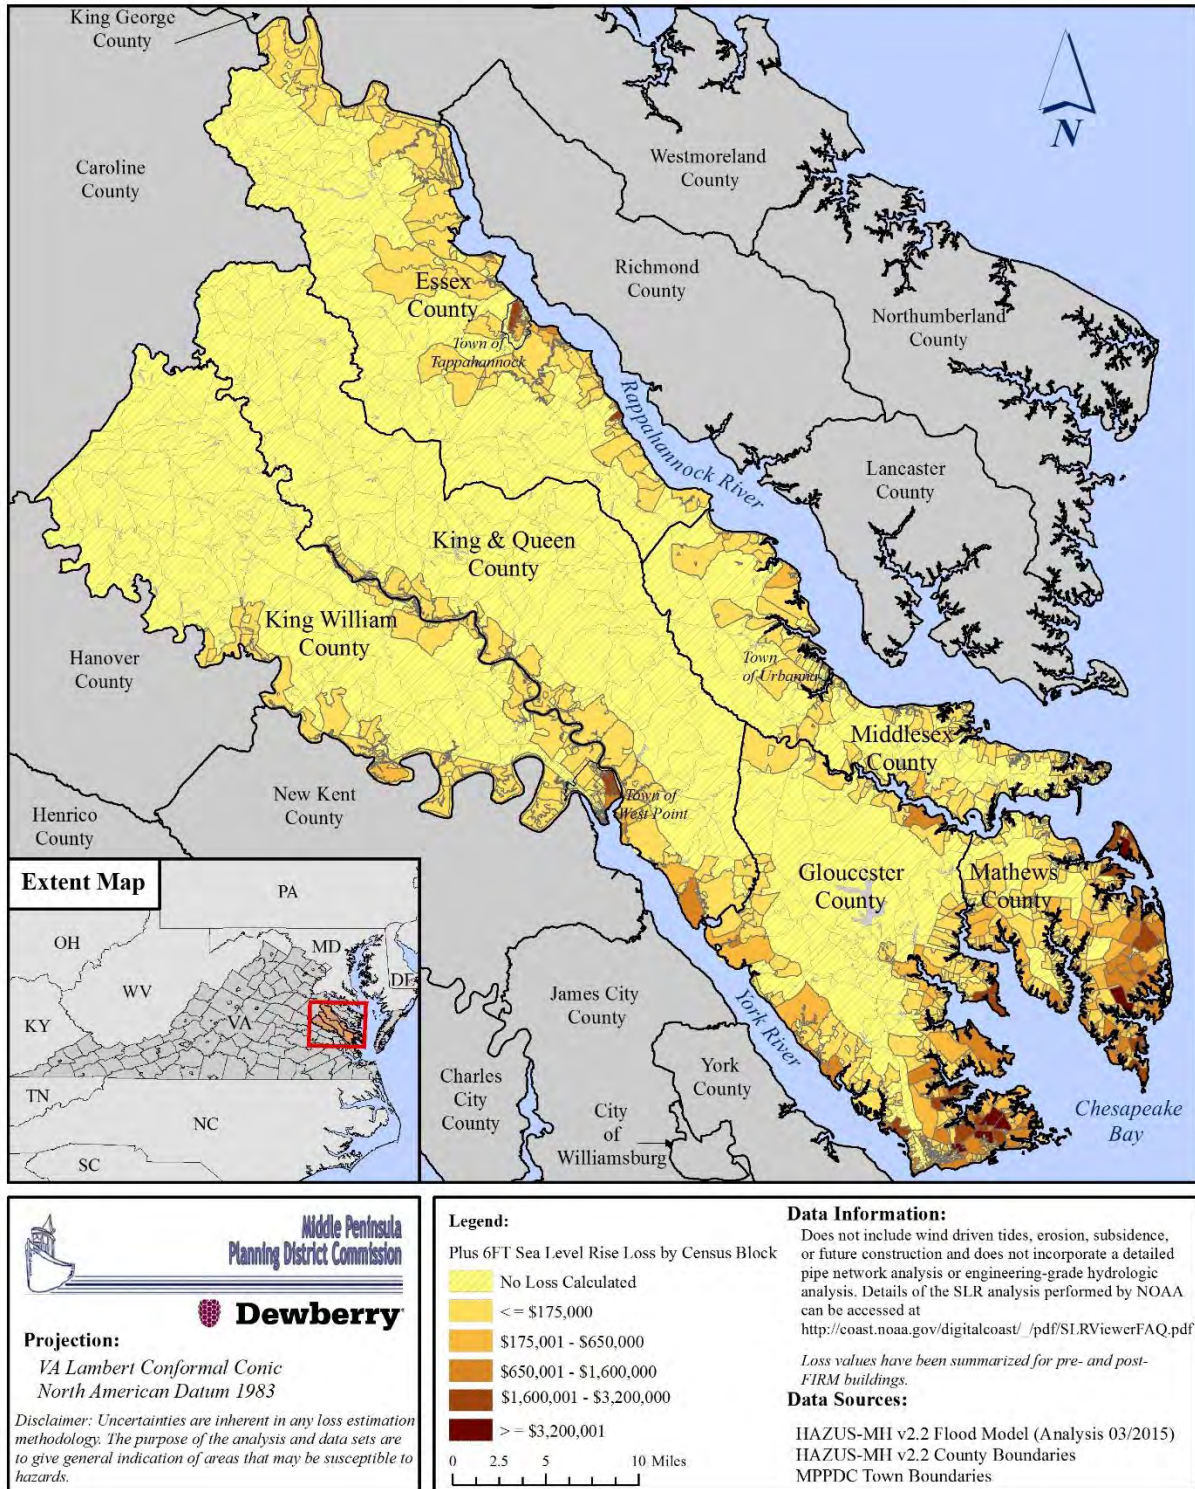 King George
County
Caroline
County
Westmoreland
County
Richmond
County
Northumberland
County
Essex
County
Town of
Tappahannock
Rappahannock River
Lancaster
County
King & Queen
County
King William
County
Hanover
County
Town
of Urbanna
Middlesex
County
New Kent
County
Town of
West Point
Henrico
County
Gloucester
County
Mathews
County
James City
County
York River
York
County
Charles
City
County
City
of
Williamsburg
Chesapeake
Bay
N
Extent Map
PA
OH
MD
DE
WV
KY
VA
TN
NC
SC
Middle Peninsula
Planning District Commission
Dewberry
Projection:
VA Lambert Conformal Conic
North American Datum 1983
Disclaimer: Uncertainties are inherent in any loss estimation
methodology. The purpose of the analysis and data sets are
to give general indication of areas that may be susceptible to
hazards.
Legend:
Plus 6FT Sea Level Rise Loss by Census Block
No Loss Calculated
< = $175,000
$175,001 - $650,000
$650,001 - $1,600,000
$1,600,001 - $3,200,000
> = $3,200,001
0 2.5 5 10 Miles
Data Information:
Does not include wind driven tides, erosion, subsidence,
or future construction and does not incorporate a detailed
pipe network analysis or engineering-grade hydrologic
analysis. Details of the SLR analysis performed by NOAA
can be accessed at
http://coast.noaa.gov/digitalcoast/_/pdf/SLRViewerFAQ.pdf
Loss values have been summarized for pre- and post-
FIRM buildings.
Data Sources:
HAZUS-MH v2.2 Flood Model (Analysis 03/2015)
HAZUS-MH v2.2 County Boundaries
MPPDC Town Boundaries